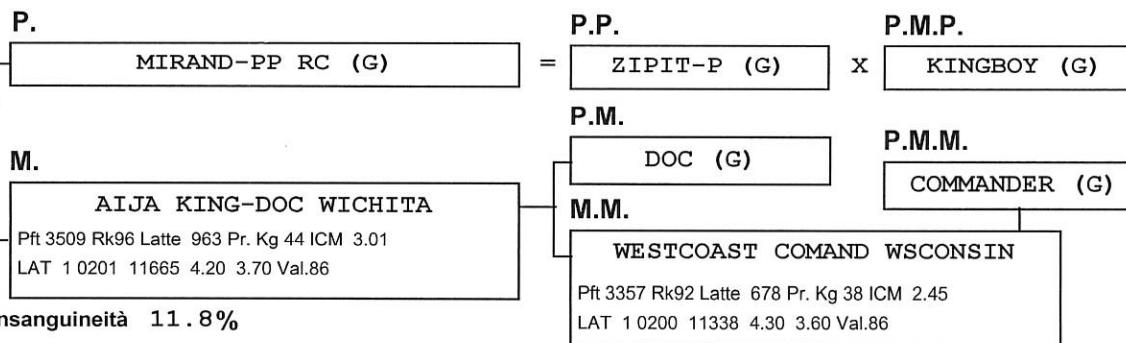 P.
MIRAND-PP RC (G)
=
P.P.
ZIPIT-P (G)
X
P.M.P.
KINGBOY (G)
M.
AIJA KING-DOC WICHITA
Pft 3509 Rk96 Latte 963 Pr. Kg 44 ICM 3.01
LAT 1 0201 11665 4.20 3.70 Val.86
P.M.
DOC (G)
P.M.M.
COMMANDER (G)
M.M.
WESTCOAST COMAND WSCONSIN
Pft 3357 Rk92 Latte 678 Pr. Kg 38 ICM 2.45
LAT 1 0200 11338 4.30 3.60 Val.86
nsanguineità 11.8%